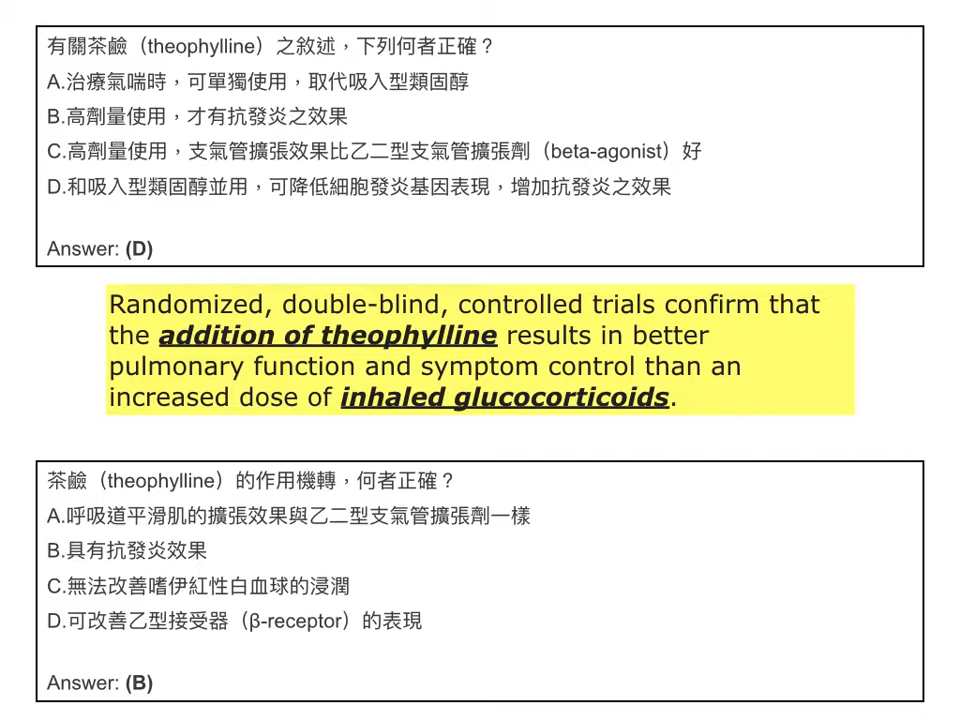 有關茶鹼（theophylline）之敘述，下列何者正確？
A.治療氣喘時，可單獨使用，取代吸入型類固醇
B.高劑量使用，才有抗發炎之效果
C.高劑量使用，支氣管擴張效果比乙二型支氣管擴張劑（beta-agonist）好
D.和吸入型類固醇並用，可降低細胞發炎基因表現，增加抗發炎之效果
Answer: (D)
Randomized, double-blind, controlled trials confirm that
the addition of theophylline results in better
pulmonary function and symptom control than an
increased dose of inhaled glucocorticoids.
茶鹼（theophylline）的作用機轉，何者正確？
A.呼吸道平滑肌的擴張效果與乙二型支氣管擴張劑一樣
B.具有抗發炎效果
C.無法改善嗜伊紅性白血球的浸潤
D.可改善乙型接受器（β-receptor）的表現
Answer: (B)